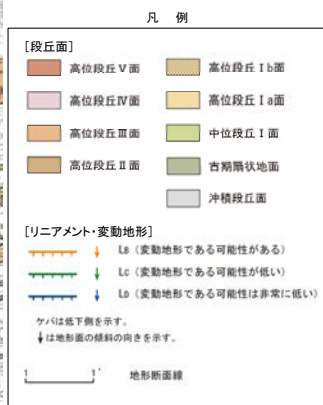 凡 例
[段丘面]
高位段丘Ⅴ面
高位段丘Ⅰb面
高位段丘Ⅳ面
高位段丘Ⅰa面
高位段丘Ⅲ面
中位段丘Ⅰ面
高位段丘Ⅱ面
古期扇状地面
沖積段丘面
[リニアメント・変動地形]
LB（変動地形である可能性がある）
LC（変動地形である可能性が低い）
LD（変動地形である可能性は非常に低い）
ケバは低下側を示す。
↓は地形面の傾斜の向きを示す。
1 1'
地形断面線